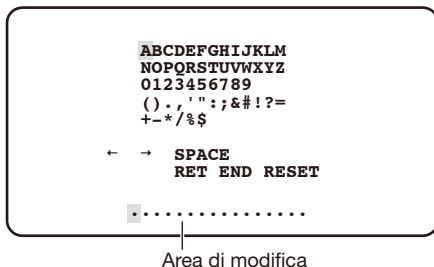 ABCDEFGHIJKLM
NOPQRSTUVWXYZ
0123456789
().,'":;&#!?=
+-*/%$
← → SPACE
RET END RESET
................
Area di modifica